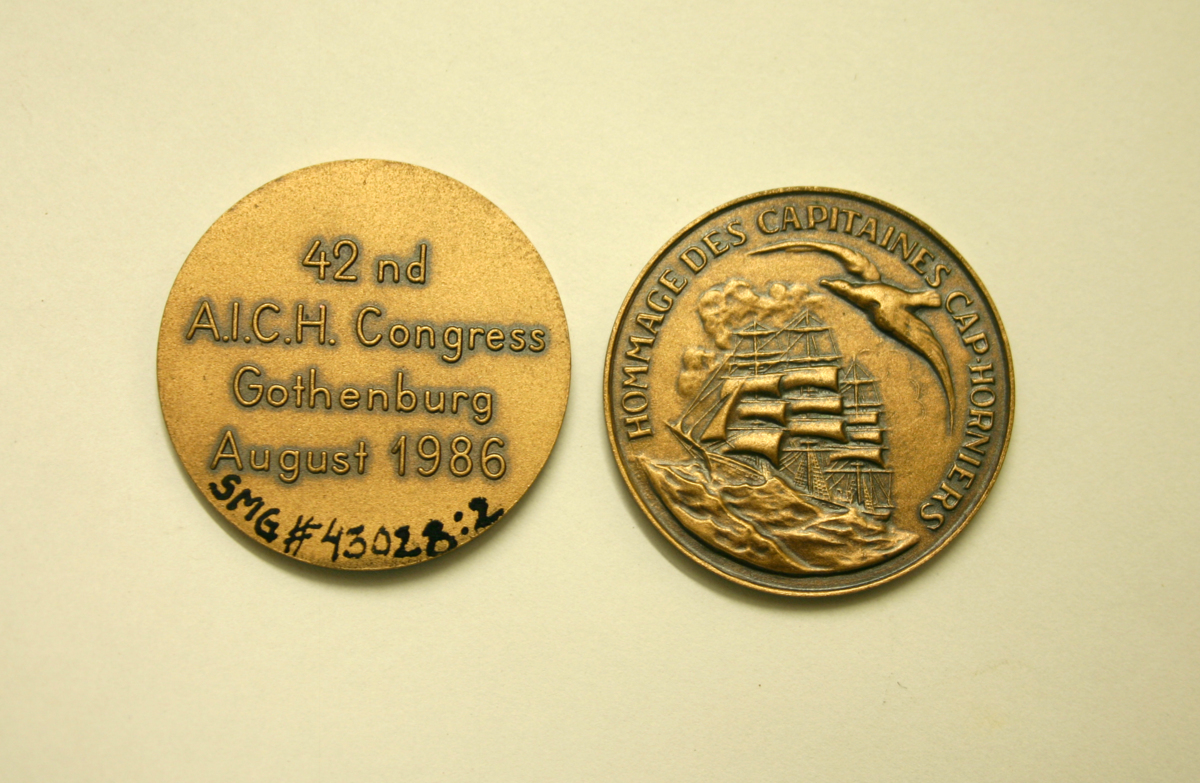 42 nd
A.I.C.H. Congress
Gothenburg
August 1986
SMG # 43028:2
HOMMAGE DES CAPITAINES CAP-HORNIERS